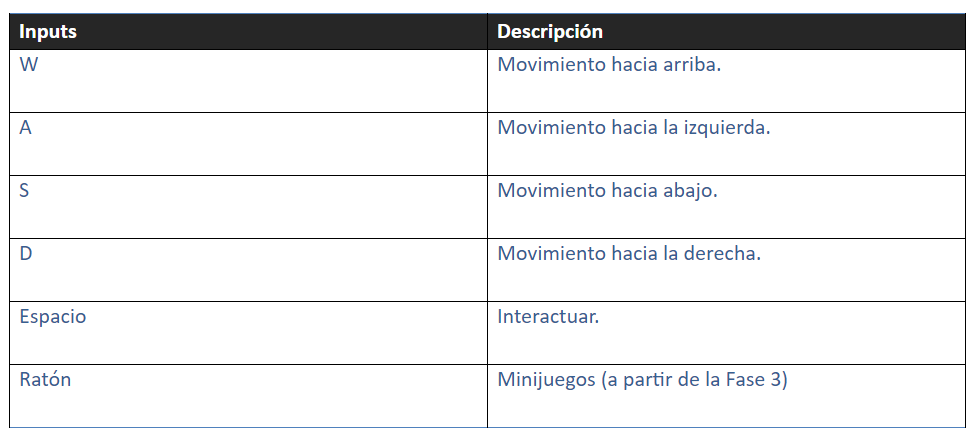 Inputs Descripción
W Movimiento hacia arriba.
A Movimiento hacia la izquierda.
S Movimiento hacia abajo.
D Movimiento hacia la derecha.
Espacio Interactuar.
Ratón Minijuegos (a partir de la Fase 3)